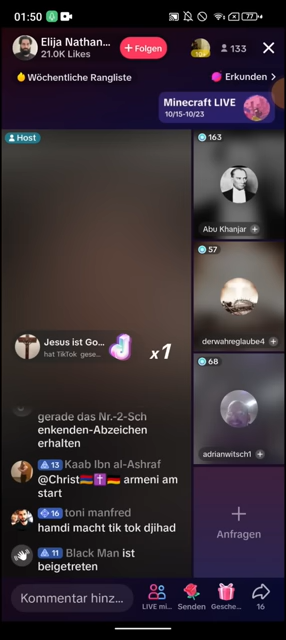 01:50
77
Elija Nathan...
21.0K Likes
+ Folgen
10+
133
Wöchentliche Rangliste
Erkunden >
Minecraft LIVE
10/15-10/23
Host
163
Abu Khanjar +
57
derwahreglaube4 +
68
adrianwitsch1 +
Jesus ist Go...
hat TikTok gese...
x1
gerade das Nr.-2-Sch
enkenden-Abzeichen
erhalten
13 Kaab Ibn al-Ashraf
@Christ🇦🇲✝️🇩🇪 armeni am
start
16 toni manfred
hamdi macht tik tok djihad
11 Black Man ist
beigetreten
+
Anfragen
Kommentar hinz...
LIVE mi...
Senden
Gesche...
16